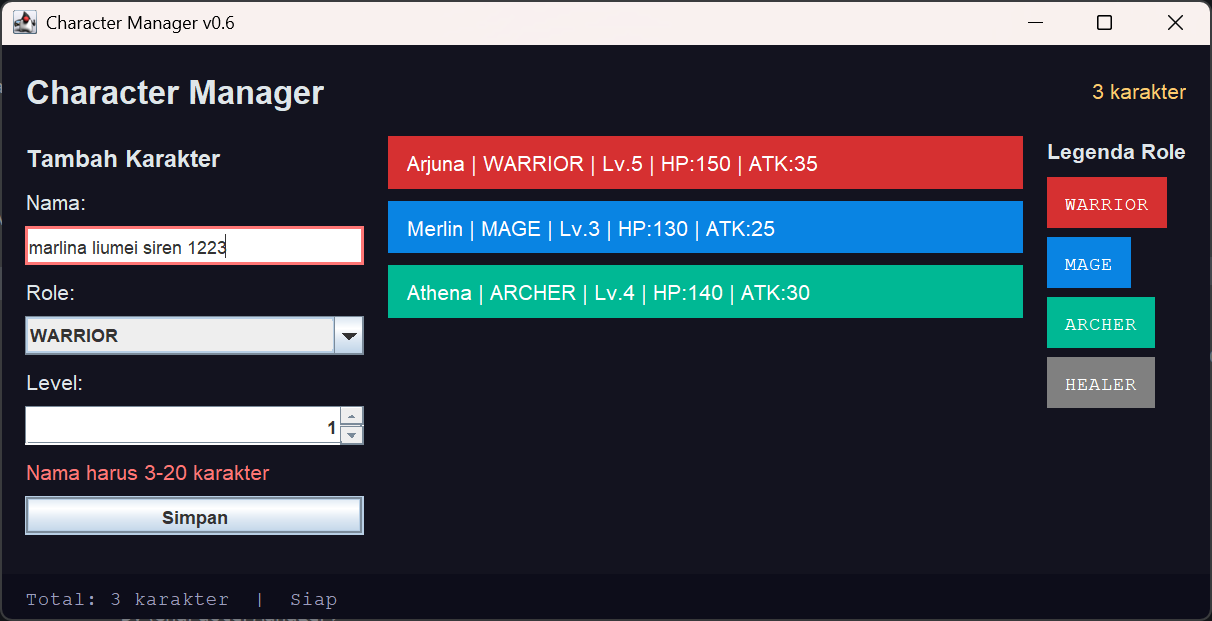 Character Manager v0.6
Character Manager
3 karakter
Tambah Karakter
Nama:
marlina liumei siren 1223
Role:
WARRIOR
Level:
1
Nama harus 3-20 karakter
Simpan
Arjuna | WARRIOR | Lv.5 | HP:150 | ATK:35
Merlin | MAGE | Lv.3 | HP:130 | ATK:25
Athena | ARCHER | Lv.4 | HP:140 | ATK:30
Legenda Role
WARRIOR
MAGE
ARCHER
HEALER
Total: 3 karakter | Siap